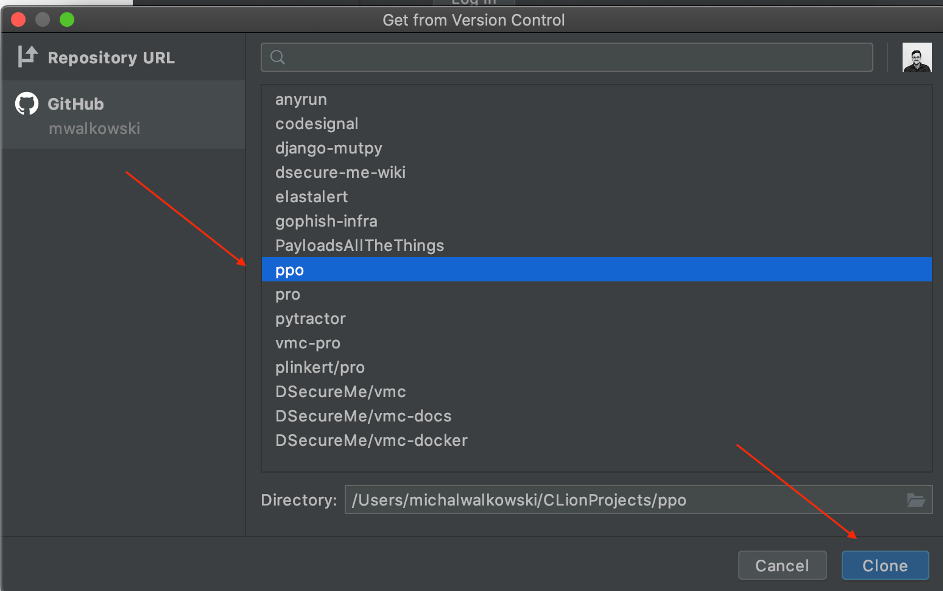 Log In
Get from Version Control
Repository URL
GitHub
mwalkowski
anyrun
codesignal
django-mutpy
dsecure-me-wiki
elastalert
gophish-infra
PayloadsAllTheThings
ppo
pro
pytractor
vmc-pro
plinkert/pro
DSecureMe/vmc
DSecureMe/vmc-docs
DSecureMe/vmc-docker
Directory: /Users/michalwalkowski/CLionProjects/ppo
Cancel Clone